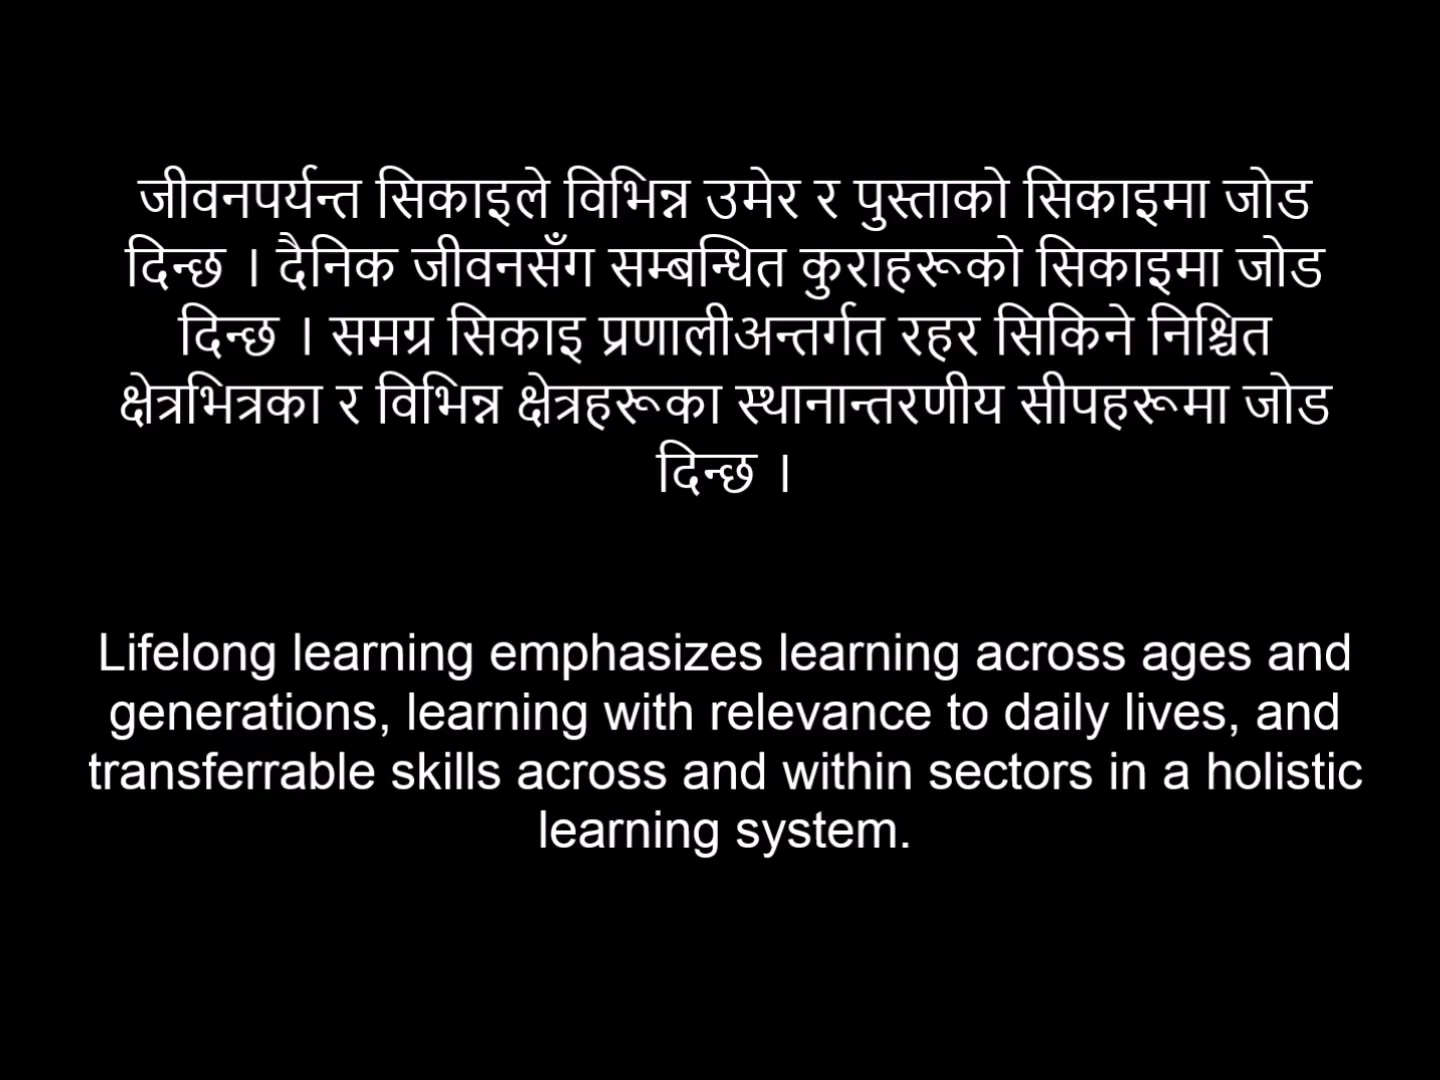 जीवनपर्यन्त सिकाइले विभिन्न उमेर र पुस्ताको सिकाइमा जोड
दिन्छ । दैनिक जीवनसँग सम्बन्धित कुराहरूको सिकाइमा जोड
दिन्छ । समग्र सिकाइ प्रणालीअन्तर्गत रहर सिकिने निश्चित
क्षेत्रभित्रका र विभिन्न क्षेत्रहरूका स्थानान्तरणीय सीपहरूमा जोड
दिन्छ ।
Lifelong learning emphasizes learning across ages and
generations, learning with relevance to daily lives, and
transferrable skills across and within sectors in a holistic
learning system.